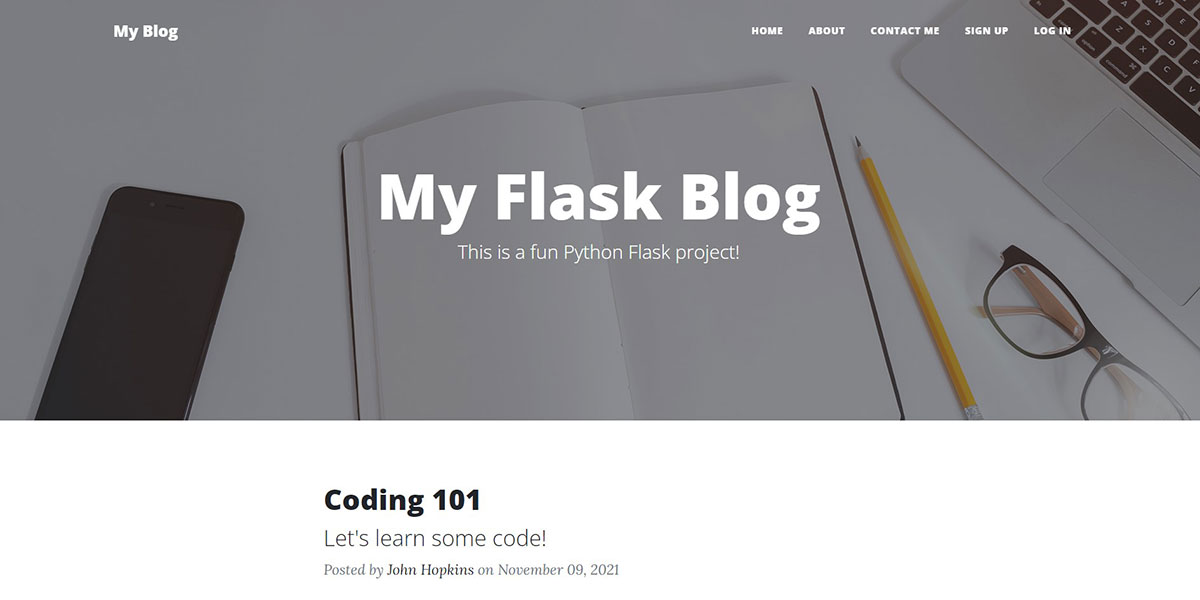 My Blog
HOME ABOUT CONTACT ME SIGN UP LOG IN
My Flask Blog
This is a fun Python Flask project!
Coding 101
Let's learn some code!
Posted by John Hopkins on November 09, 2021